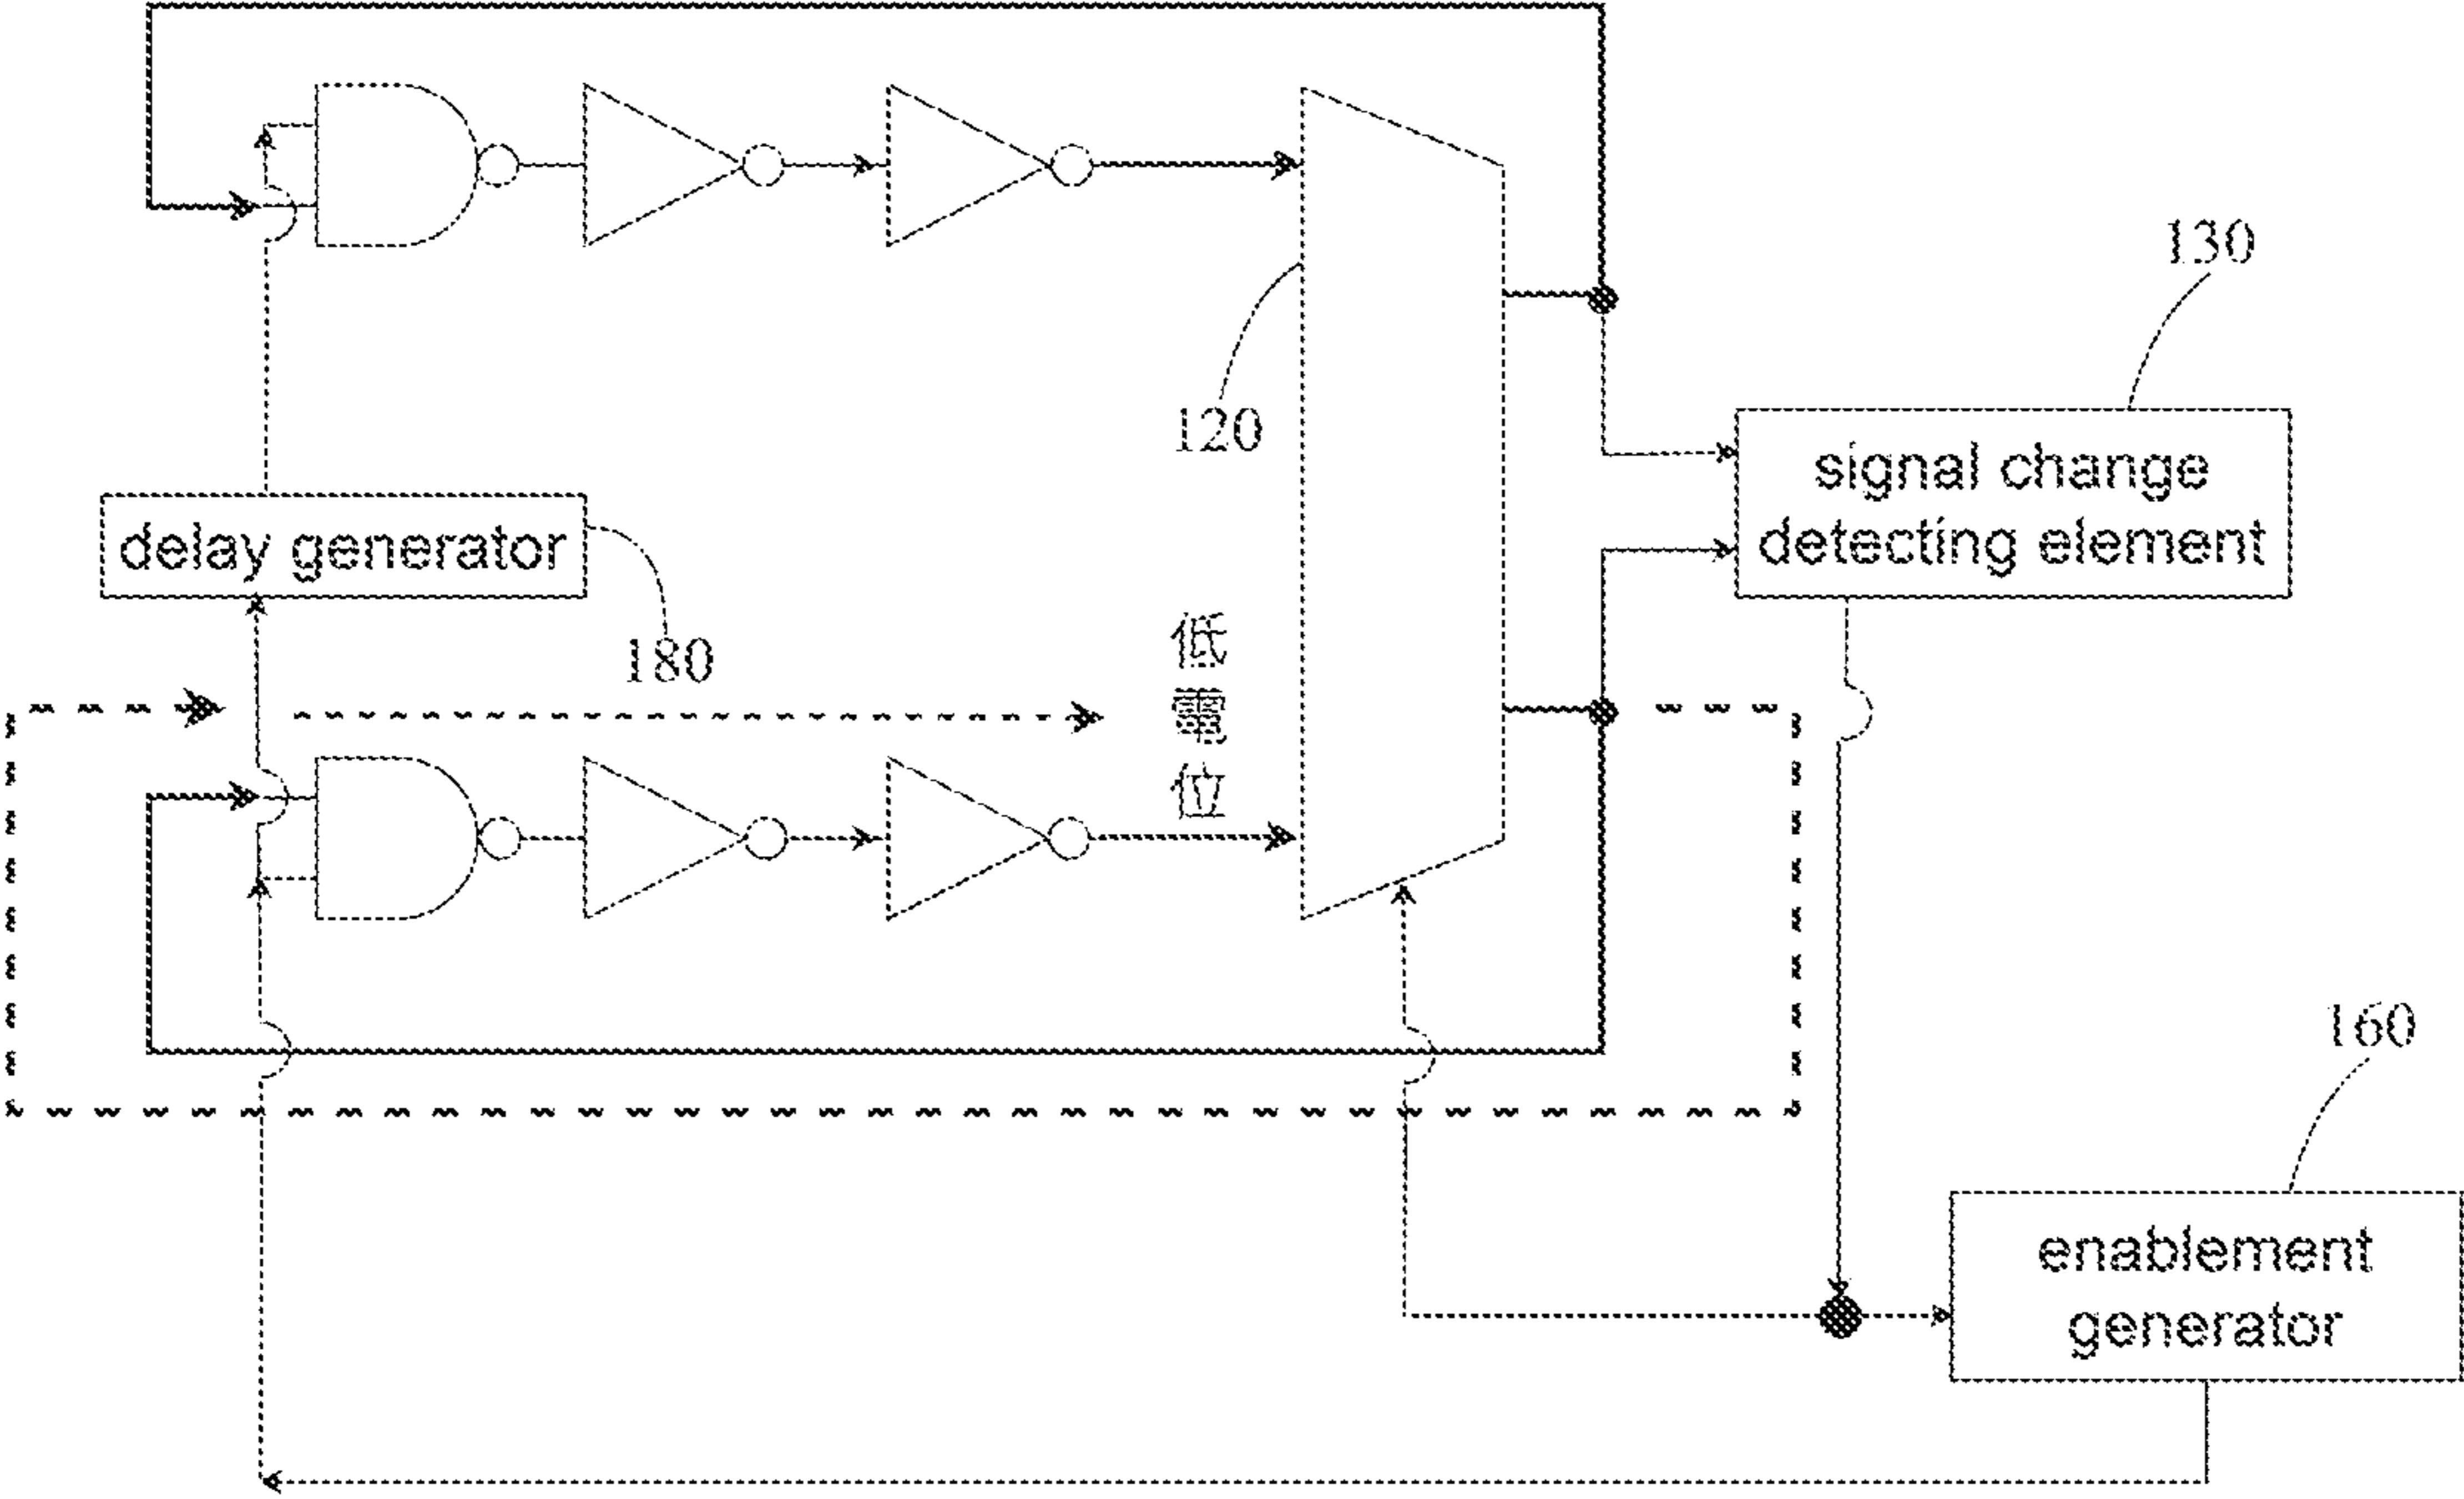 130
120
signal change
detecting element
delay generator
180
低電位
160
enablement
generator